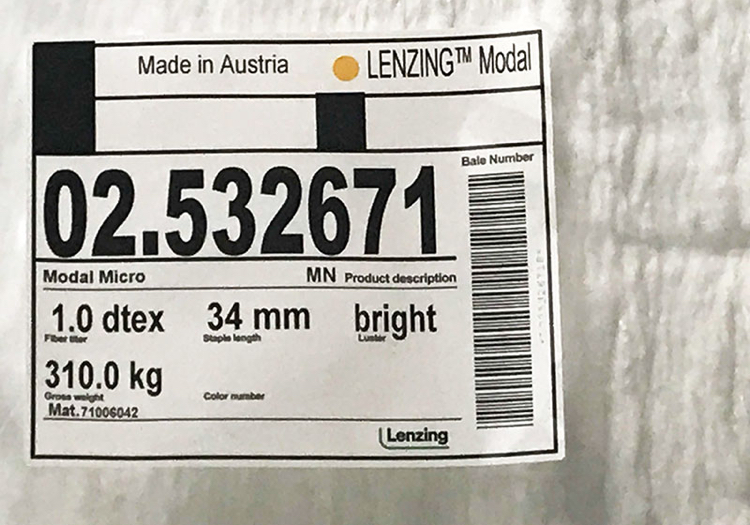 Made in Austria
LENZING™ Modal
Bale Number
02.532671
Modal Micro MN Product description
1.0 dtex 34 mm bright
Fiber titer Staple length Luster
310.0 kg
Gross weight Color number
Mat.71006042
Lenzing